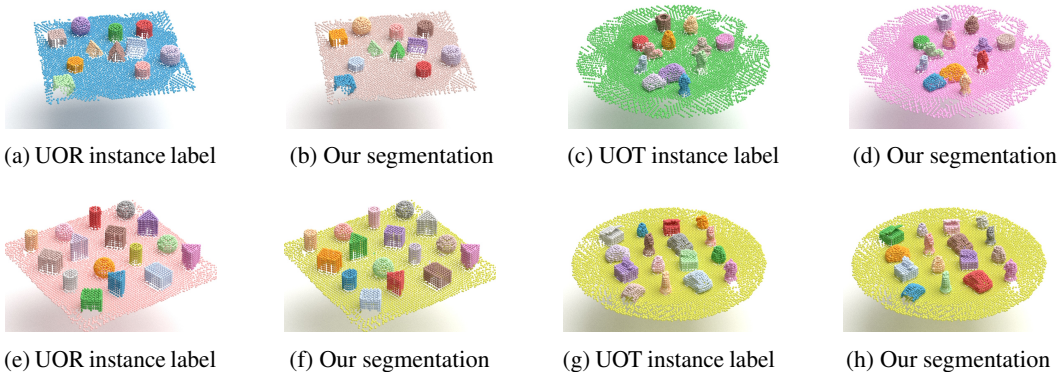 (a) UOR instance label
(b) Our segmentation
(c) UOT instance label
(d) Our segmentation
(e) UOR instance label
(f) Our segmentation
(g) UOT instance label
(h) Our segmentation